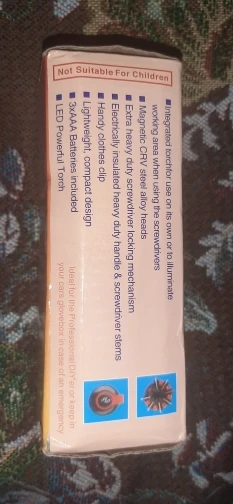 Not Suitable For Children
Integrated torchfor use on its own or to illuminate
working area when using the screwdrivers
Magnetic CRV steel alloy heads
Extra heavy duty screwdriver locking mechanism
Electrically insulated heavy duty handle & screwdriver stems
Handy clothes clip
Lightweight, compact design
3xAAA Batteries included
LED Powerful Torch
Ideal for the Professional,DIY'er or keep in
your cars glovebox in case of an emergency